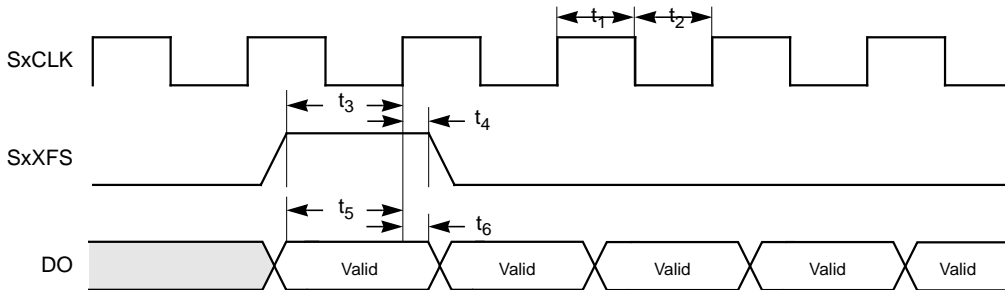 t1 t2
SxCLK
t3
t4
SxXFS
t5
t6
DO Valid Valid Valid Valid Valid